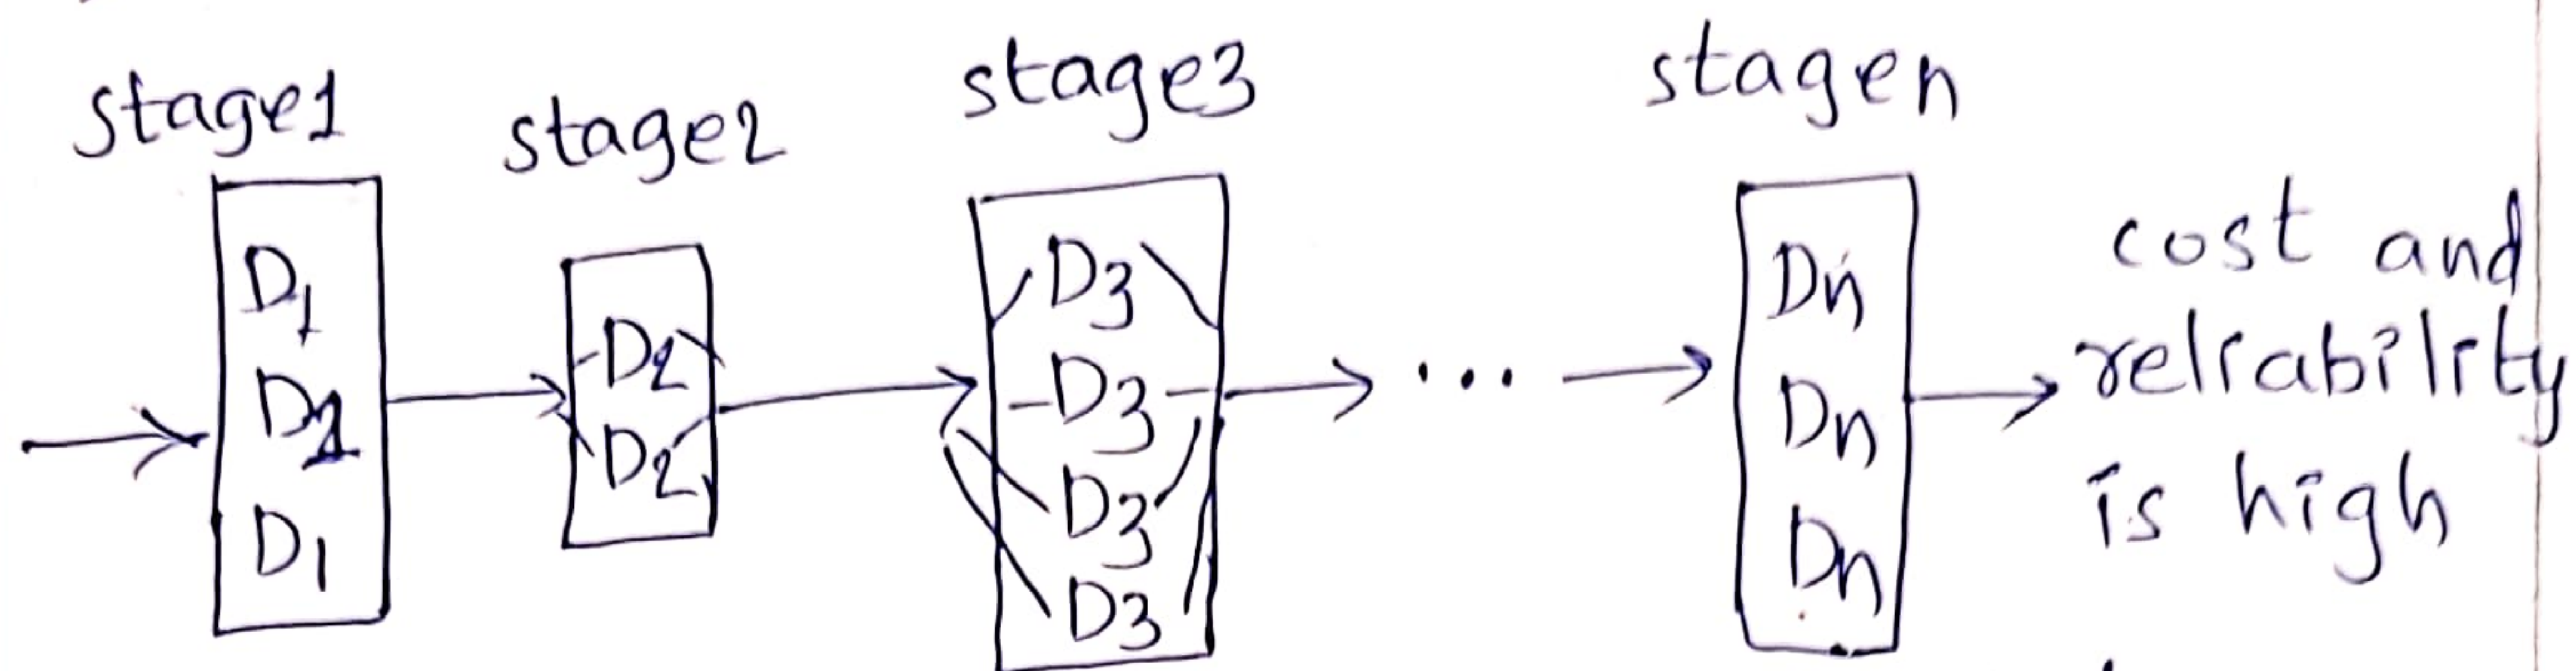 stage1
stage2
stage3
stagen
D1
D1
D1
D2
D2
D3
D3
D3
D3
...
Dn
Dn
Dn
cost and
reliability
is high